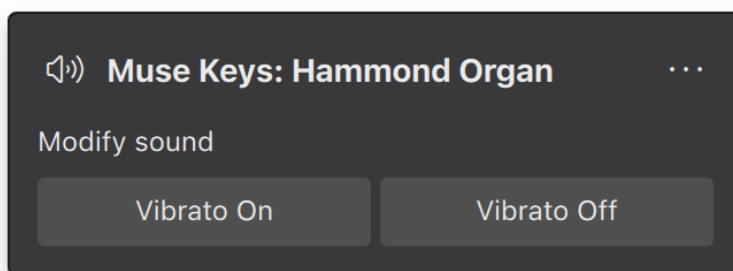 Muse Keys: Hammond Organ
Modify sound
Vibrato On Vibrato Off